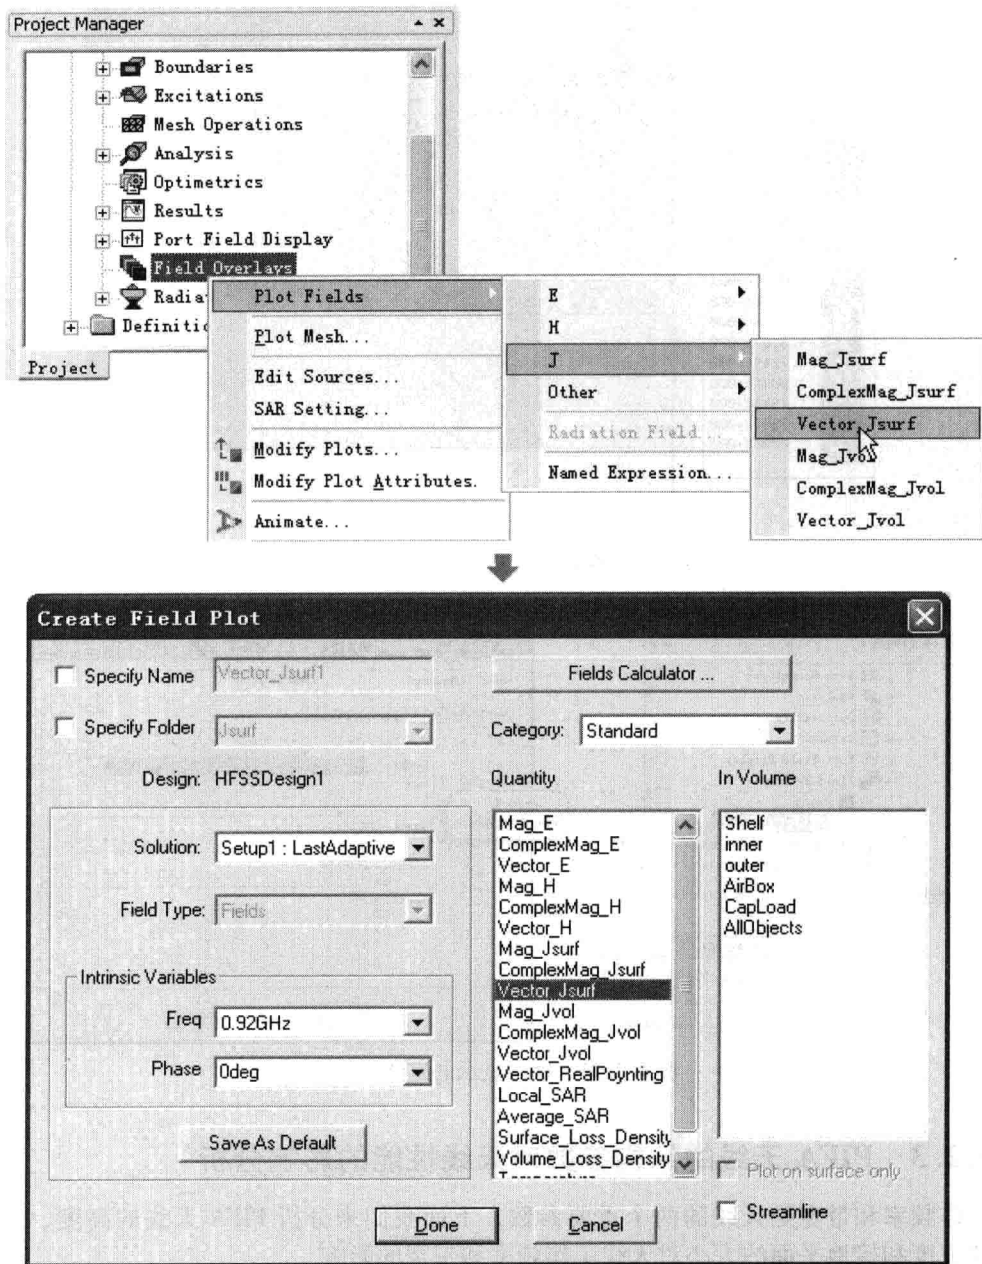 Project Manager
Boundaries
Excitations
Mesh Operations
Analysis
Optimetrics
Results
Port Field Display
Field Overlays
Radia
Definitio
Project
Plot Fields
Plot Mesh...
Edit Sources...
SAR Setting...
Modify Plots...
Modify Plot Attributes.
Animate...
E
H
J
Other
Radiation Field...
Named Expression...
Mag_Jsurf
ComplexMag_Jsurf
Vector_Jsurf
Mag_Jvol
ComplexMag_Jvol
Vector_Jvol
Create Field Plot
Specify Name Vector_Jsurf1
Specify Folder Jsurf
Design: HFSSDesign1
Solution: Setup1 : LastAdaptive
Field Type: Fields
Intrinsic Variables
Freq 0.92GHz
Phase 0deg
Save As Default
Fields Calculator ...
Category: Standard
Quantity
Mag_E
ComplexMag_E
Vector_E
Mag_H
ComplexMag_H
Vector_H
Mag_Jsurf
ComplexMag_Jsurf
Vector_Jsurf
Mag_Jvol
ComplexMag_Jvol
Vector_Jvol
Vector_RealPoynting
Local_SAR
Average_SAR
Surface_Loss_Density
Volume_Loss_Density
In Volume
Shelf
inner
outer
AirBox
CapLoad
AllObjects
Plot on surface only
Streamline
Done
Cancel